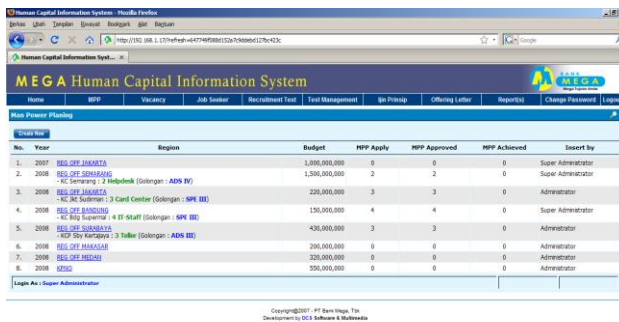 Human Capital Information System - Mozilla Firefox
Berkas Ubah Tampilan Riwayat Bookmark Alat Bantuan
Google
Human Capital Information Syst...
MEGA Human Capital Information System
BANK MEGA
Home MPP Vacancy Job Seeker Recruitment Test Test Management Ijin Prinsip Offering Letter Report(s) Change Password Logout
Man Power Planing
Create New
No. Year Region Budget MPP Apply MPP Approved MPP Achieved Insert by
1. 2007 REG OFF JAKARTA 1,000,000,000 0 0 0 Super Administrator
2. 2008 REG OFF SEMARANG 1,500,000,000 2 2 0 Super Administrator
- KC Semarang : 2 Helpdesk (Golongan : ADS IV)
3. 2008 REG OFF JAKARTA 220,000,000 3 3 0 Administrator
- KC Jkt Sudirman : 3 Card Center (Golongan : SPE III)
4. 2008 REG OFF BANDUNG 150,000,000 4 4 0 Super Administrator
- KC Bdg Supermal : 4 IT-Staff (Golongan : SPE III)
5. 2008 REG OFF SURABAYA 430,000,000 3 3 0 Administrator
- KCP Sby Kertajaya : 3 Teller (Golongan : ADS III)
6. 2008 REG OFF MAKASAR 200,000,000 0 0 0 Administrator
7. 2008 REG OFF MEDAN 320,000,000 0 0 0 Administrator
8. 2008 KPNO 550,000,000 0 0 0 Administrator
Login As : Super Administrator
Copyright@2007 - PT Bank Mega, Tbk
Development by DCS Software & Multimedia